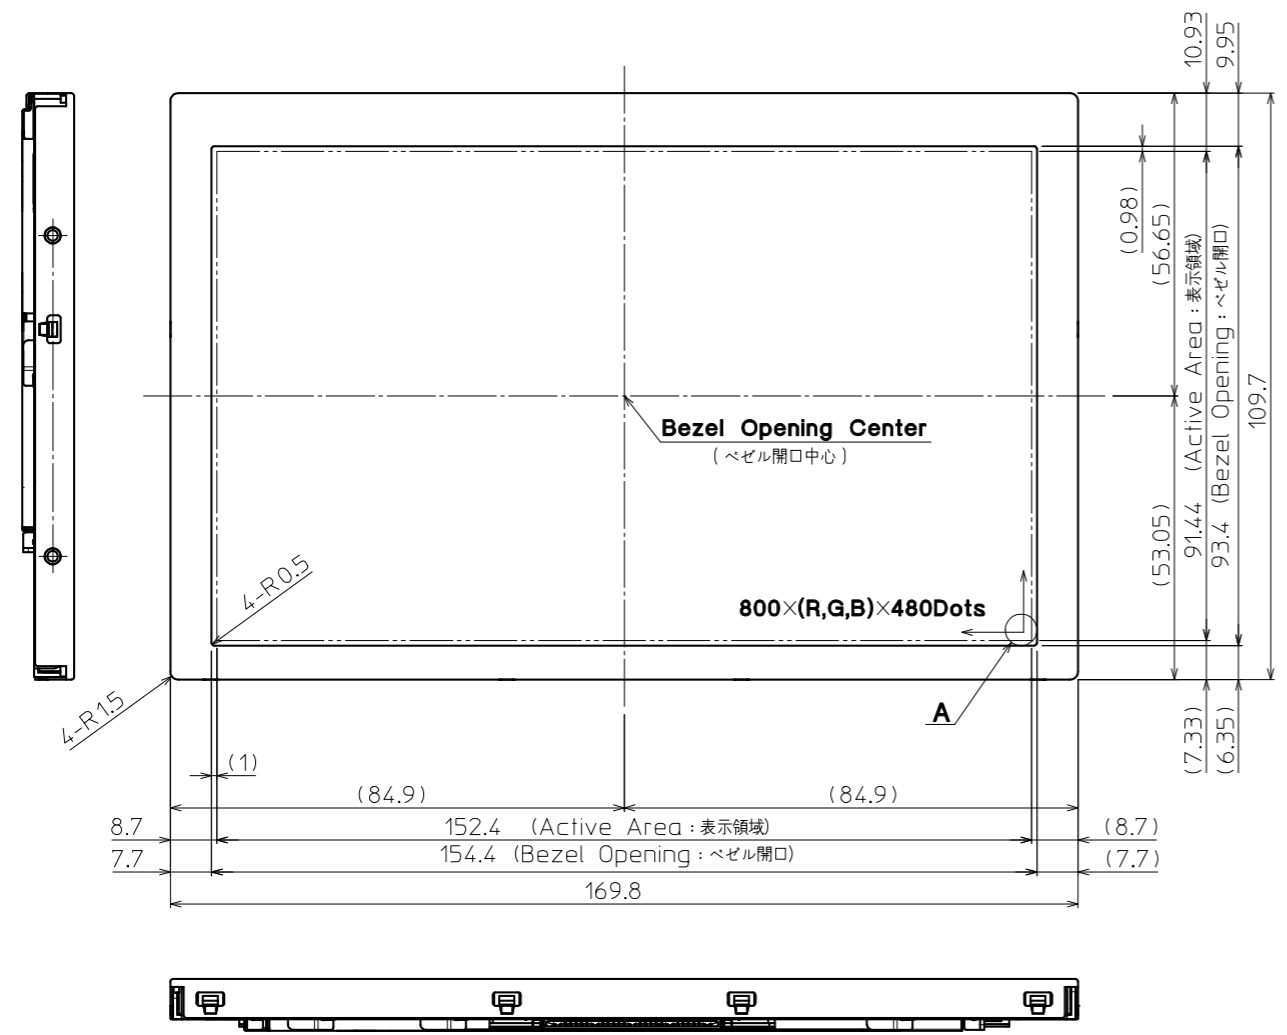 10.93
9.95
(0.98)
(56.65)
91.44 (Active Area:表示領域)
93.4 (Bezel Opening:ベゼル開口)
109.7
Bezel Opening Center
(ベゼル開口中心)
(53.05)
4-R0.5
800×(R,G,B)×480Dots
A
4-R1.5
(7.33)
(6.35)
(1)
(84.9)
(84.9)
8.7
152.4 (Active Area:表示領域)
(8.7)
7.7
154.4 (Bezel Opening:ベゼル開口)
(7.7)
169.8